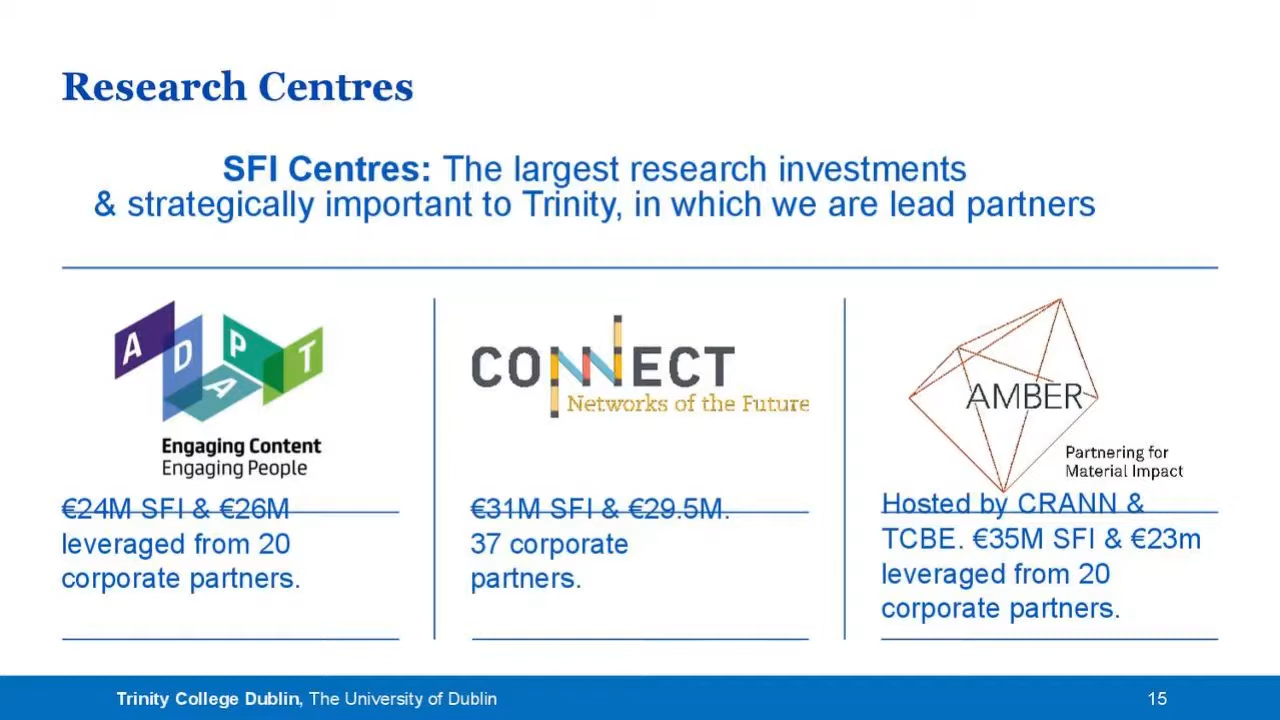 Research Centres
SFI Centres: The largest research investments
& strategically important to Trinity, in which we are lead partners
ADAPT
Engaging Content
Engaging People
€24M SFI & €26M
leveraged from 20
corporate partners.
CONNECT
Networks of the Future
€31M SFI & €29.5M.
37 corporate
partners.
AMBER
Partnering for
Material Impact
Hosted by CRANN &
TCBE. €35M SFI & €23m
leveraged from 20
corporate partners.
Trinity College Dublin, The University of Dublin
15